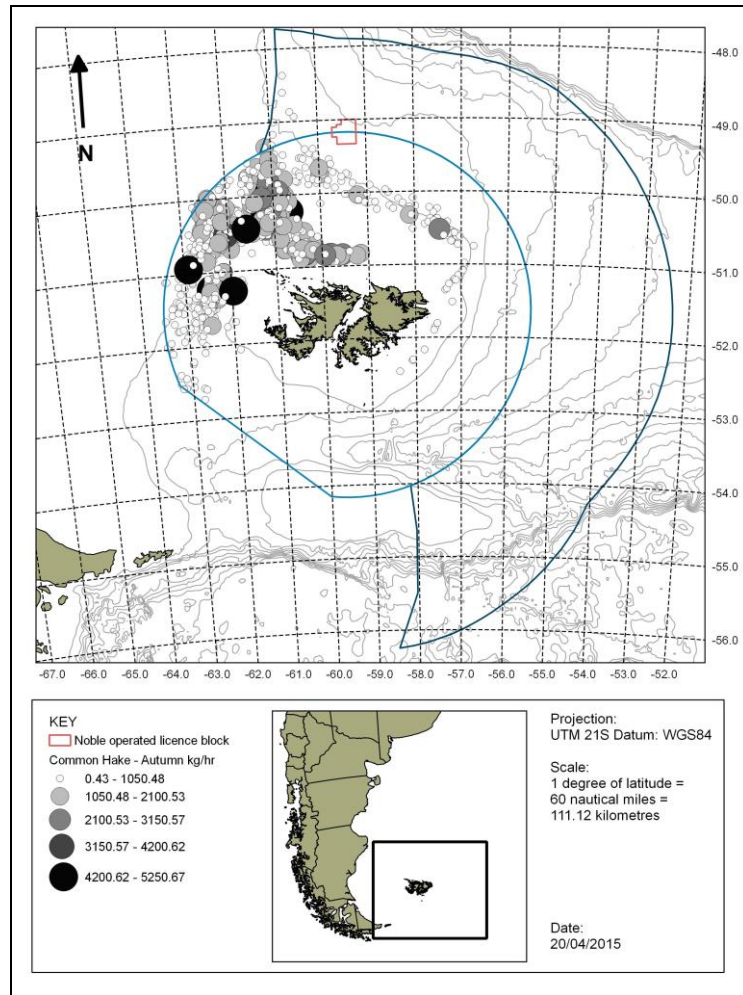 -48.0
-49.0
-50.0
-51.0
-52.0
-53.0
-54.0
-55.0
-56.0
N
-67.0 -66.0 -65.0 -64.0 -63.0 -62.0 -61.0 -60.0 -59.0 -58.0 -57.0 -56.0 -55.0 -54.0 -53.0 -52.0
KEY
Noble operated licence block
Common Hake - Autumn kg/hr
0.43 - 1050.48
1050.48 - 2100.53
2100.53 - 3150.57
3150.57 - 4200.62
4200.62 - 5250.67
Projection:
UTM 21S Datum: WGS84
Scale:
1 degree of latitude =
60 nautical miles =
111.12 kilometres
Date:
20/04/2015